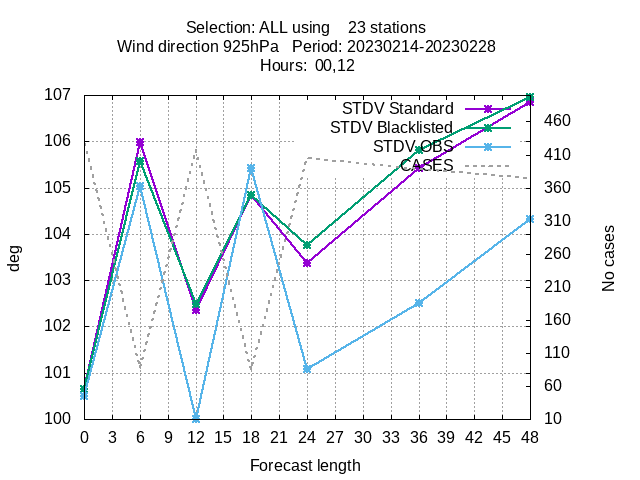 Selection: ALL using 23 stations
Wind direction 925hPa Period: 20230214-20230228
Hours: 00,12
107
106
105
104
103
102
101
100
deg
STDV Standard
STDV Blacklisted
STDV OBS
CASES
460
410
360
310
260
210
160
110
60
10
No cases
0 3 6 9 12 15 18 21 24 27 30 33 36 39 42 45 48
Forecast length